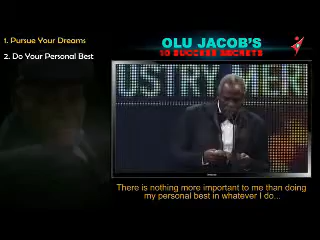 1. Pursue Your Dreams
2. Do Your Personal Best
OLU JACOB'S
10 SUCCESS SECRETS
USTRY MERI
There is nothing more important to me than doing
my personal best in whatever I do...